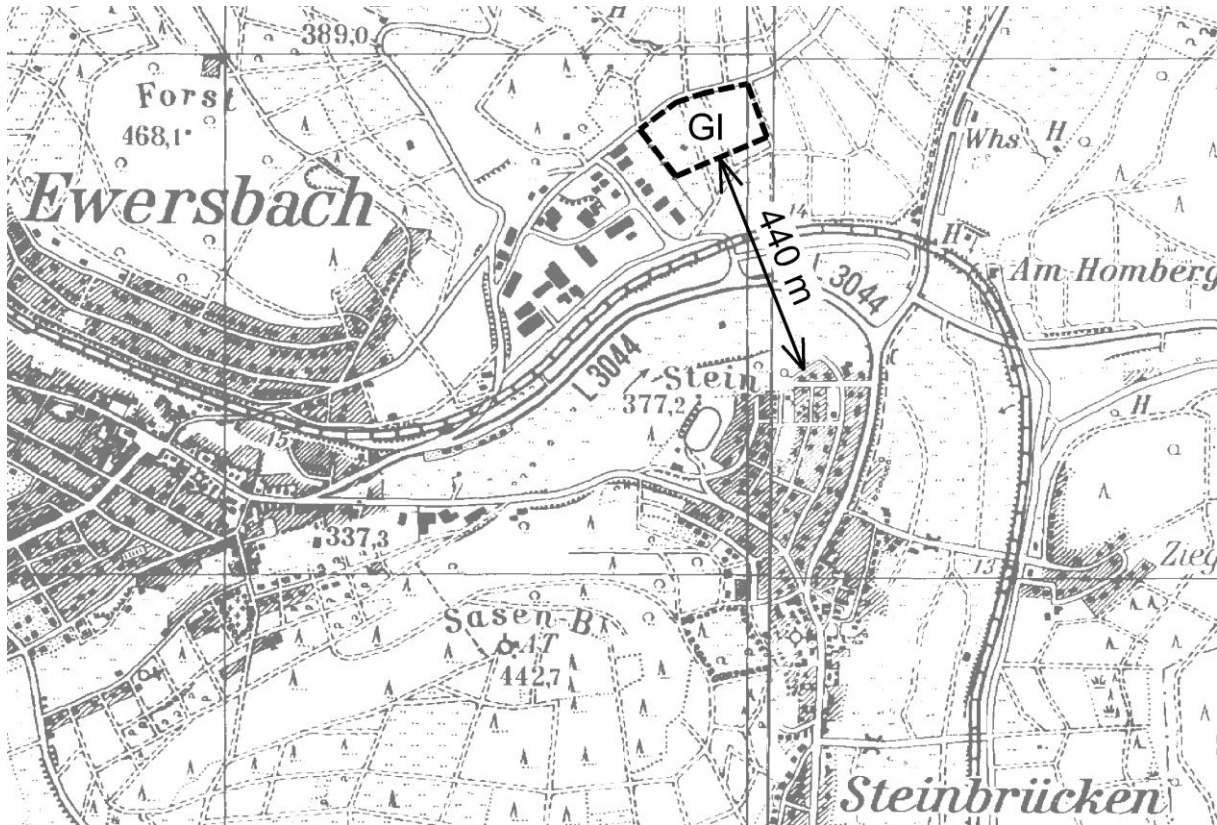 H
389,0
Forst
468,1
GI
Whs
H
Ewersbach
14
H
440 m
L 3044
Am Homberg
L 3044
Stein
377,2
H
15
337,3
13
Zieg
Sasen-B
AT
442,7
Steinbrücken